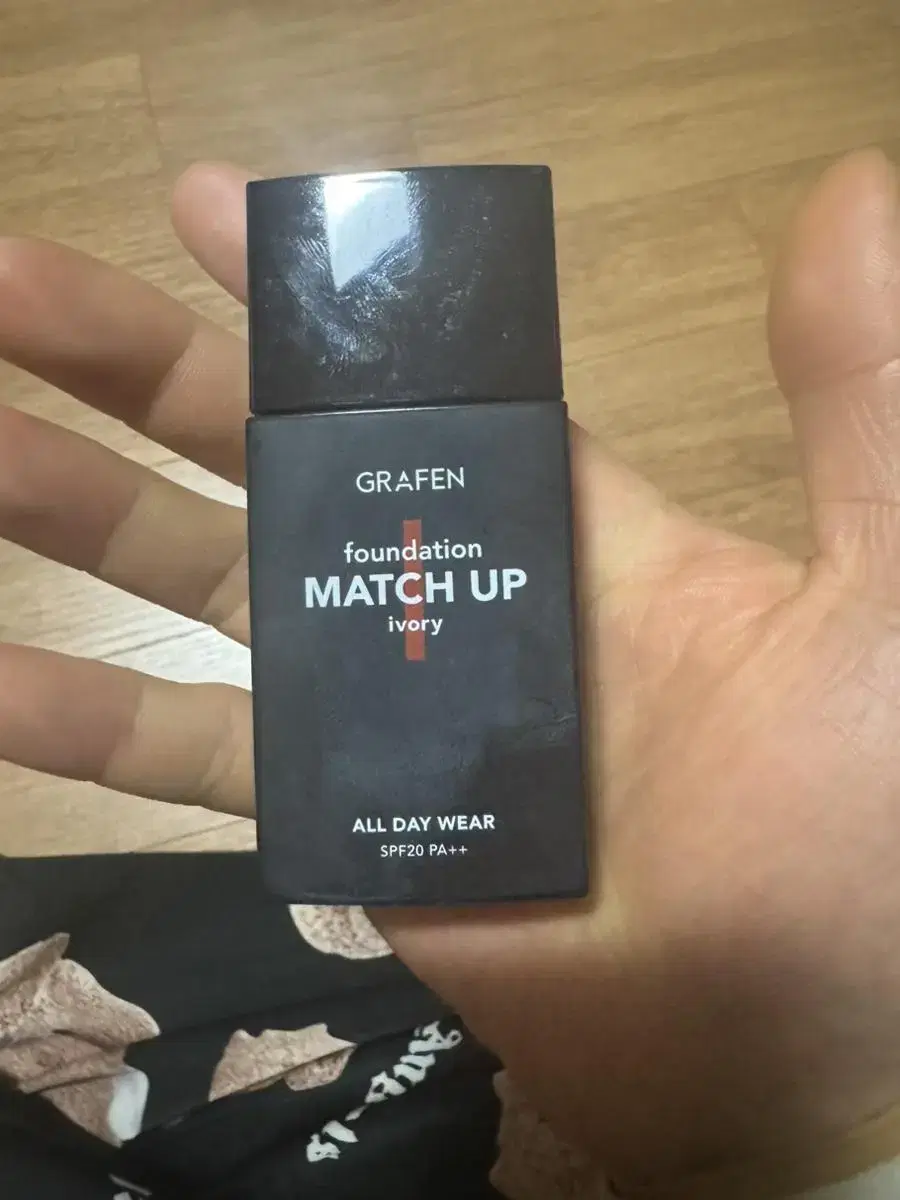 GRAFEN
foundation
MATCH UP
ivory
ALL DAY WEAR
SPF20 PA++